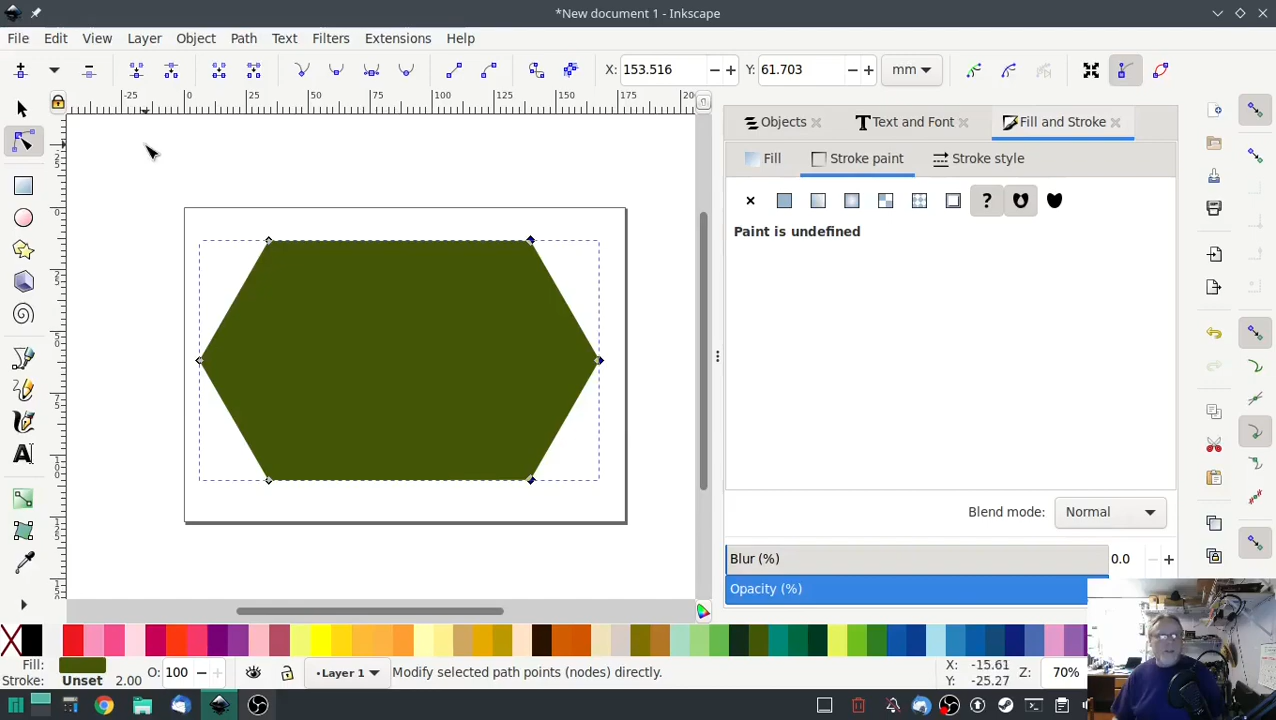 *New document 1 - Inkscape
File Edit View Layer Object Path Text Filters Extensions Help
X: 153.516 Y: 61.703 mm
-25 0 25 50 75 100 125 150 175 20
Objects Text and Font Fill and Stroke
Fill Stroke paint Stroke style
Paint is undefined
Blend mode: Normal
Blur (%) 0.0
Opacity (%)
Fill: O: 100 Layer 1 Modify selected path points (nodes) directly. X: -15.61 Z: 70%
Stroke: Unset 2.00 Y: -25.27